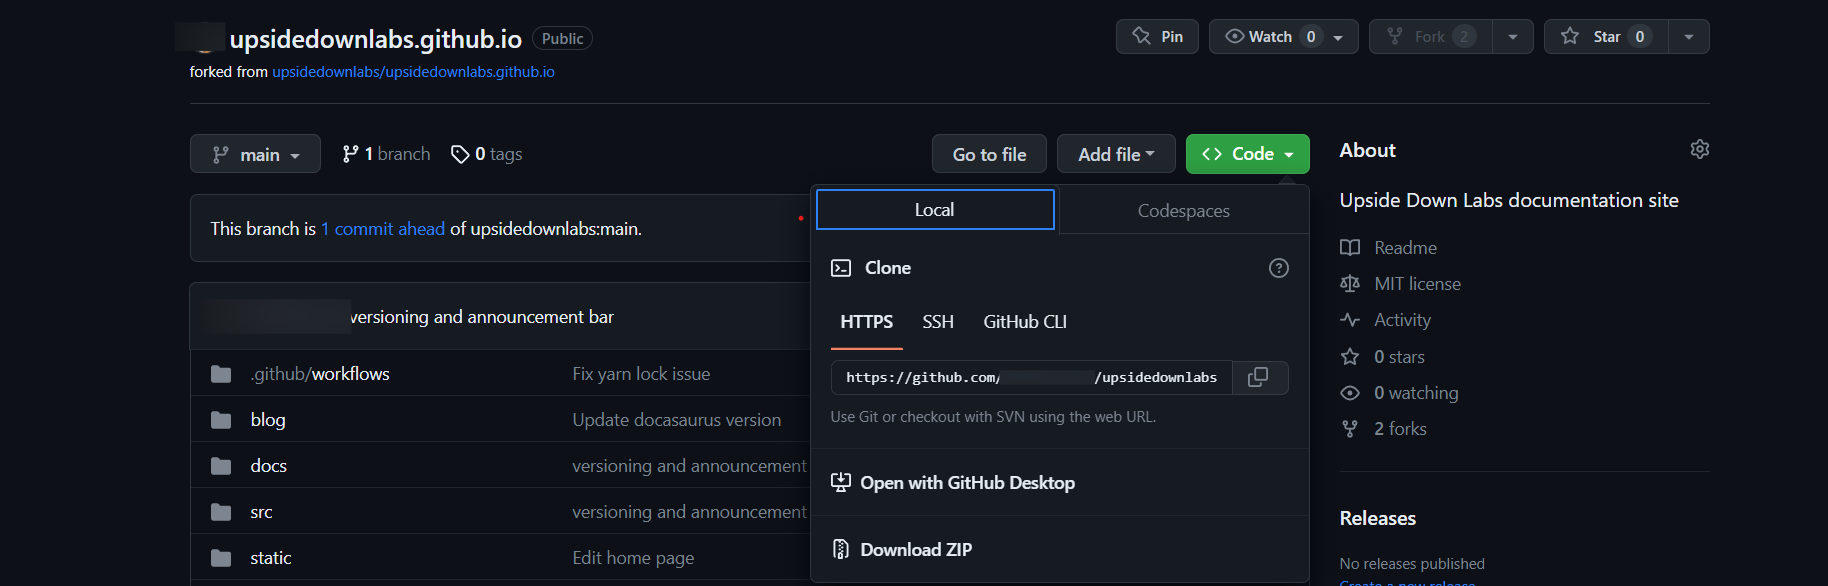 upsidedownlabs.github.io Public
Pin
Watch 0
Fork 2
Star 0
forked from upsidedownlabs/upsidedownlabs.github.io
main
1 branch
0 tags
Go to file
Add file
<> Code
This branch is 1 commit ahead of upsidedownlabs:main.
versioning and announcement bar
.github/workflows Fix yarn lock issue
blog Update docasaurus version
docs versioning and announcement
src versioning and announcement
static Edit home page
Local
Codespaces
Clone
HTTPS SSH GitHub CLI
https://github.com/ /upsidedownlabs
Use Git or checkout with SVN using the web URL.
Open with GitHub Desktop
Download ZIP
About
Upside Down Labs documentation site
Readme
MIT license
Activity
0 stars
0 watching
2 forks
Releases
No releases published
Create a new release